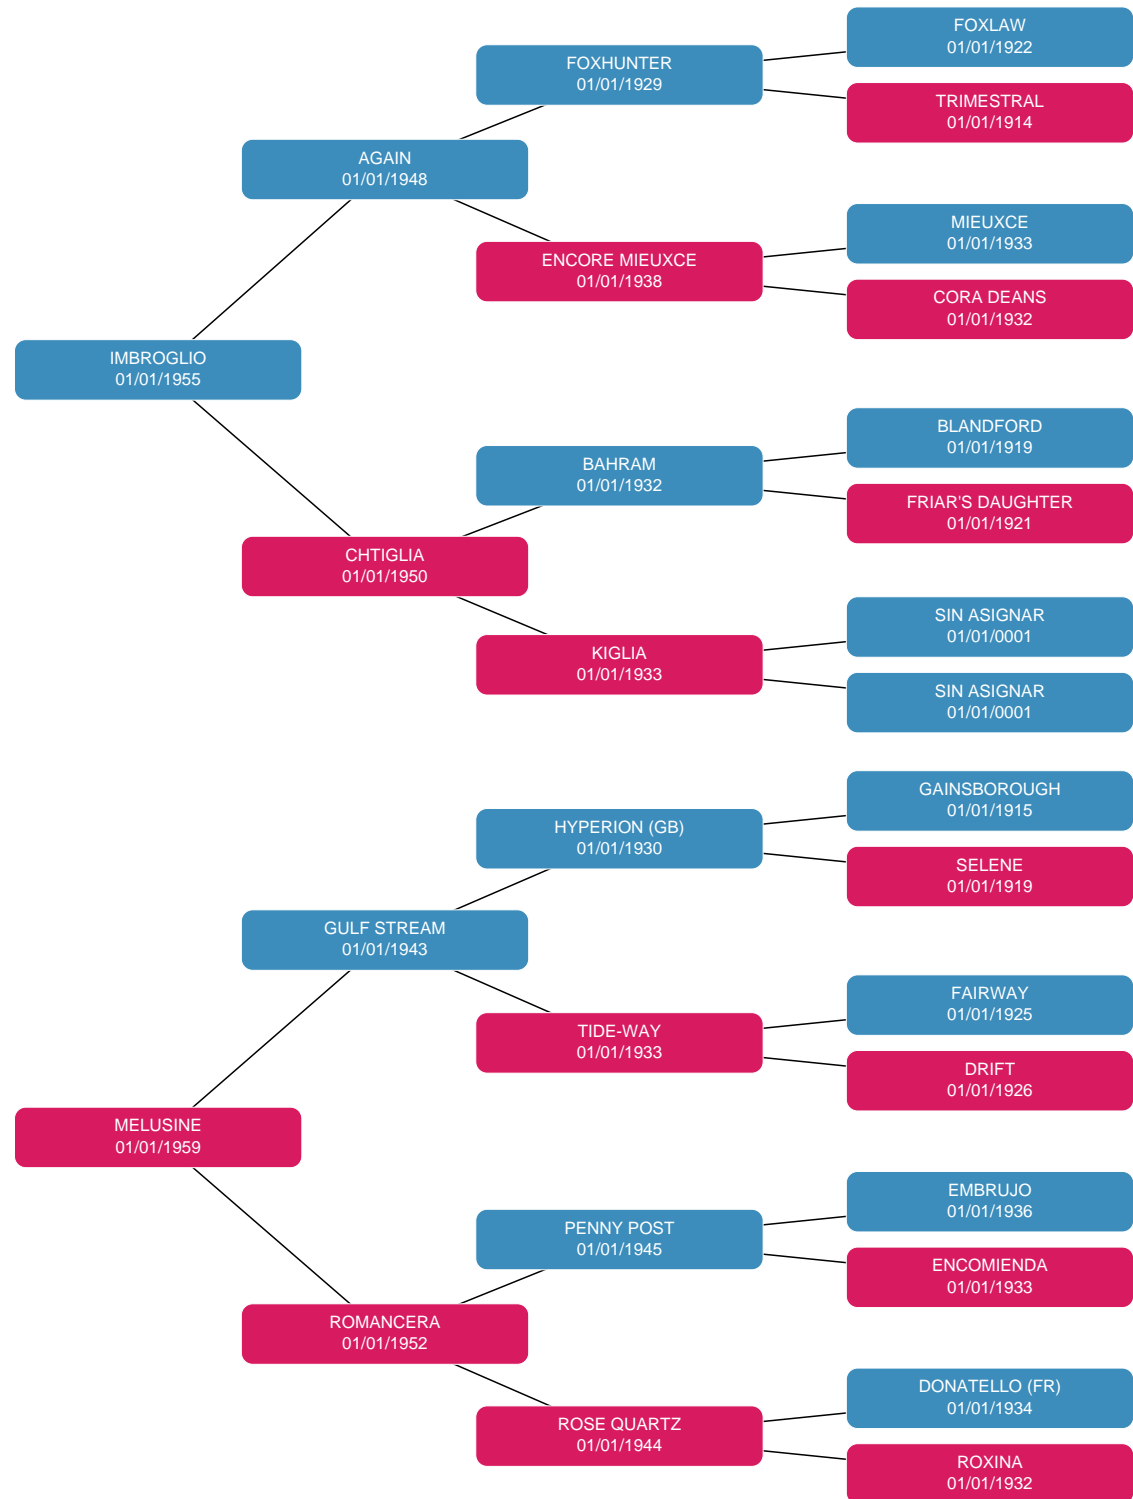 FOXLAW
01/01/1922
FOXHUNTER
01/01/1929
TRIMESTRAL
01/01/1914
AGAIN
01/01/1948
MIEUXCE
01/01/1933
ENCORE MIEUXCE
01/01/1938
CORA DEANS
01/01/1932
IMBROGLIO
01/01/1955
BLANDFORD
01/01/1919
BAHRAM
01/01/1932
FRIAR'S DAUGHTER
01/01/1921
CHTIGLIA
01/01/1950
SIN ASIGNAR
01/01/0001
KIGLIA
01/01/1933
SIN ASIGNAR
01/01/0001
GAINSBOROUGH
01/01/1915
HYPERION (GB)
01/01/1930
SELENE
01/01/1919
GULF STREAM
01/01/1943
FAIRWAY
01/01/1925
TIDE-WAY
01/01/1933
DRIFT
01/01/1926
MELUSINE
01/01/1959
EMBRUJO
01/01/1936
PENNY POST
01/01/1945
ENCOMIENDA
01/01/1933
ROMANCERA
01/01/1952
DONATELLO (FR)
01/01/1934
ROSE QUARTZ
01/01/1944
ROXINA
01/01/1932